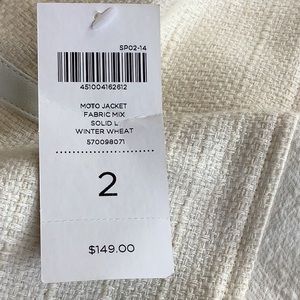 SP02-14
451004162612
MOTO JACKET
FABRIC MIX
SOLID L
WINTER WHEAT
570098071
2
$149.00